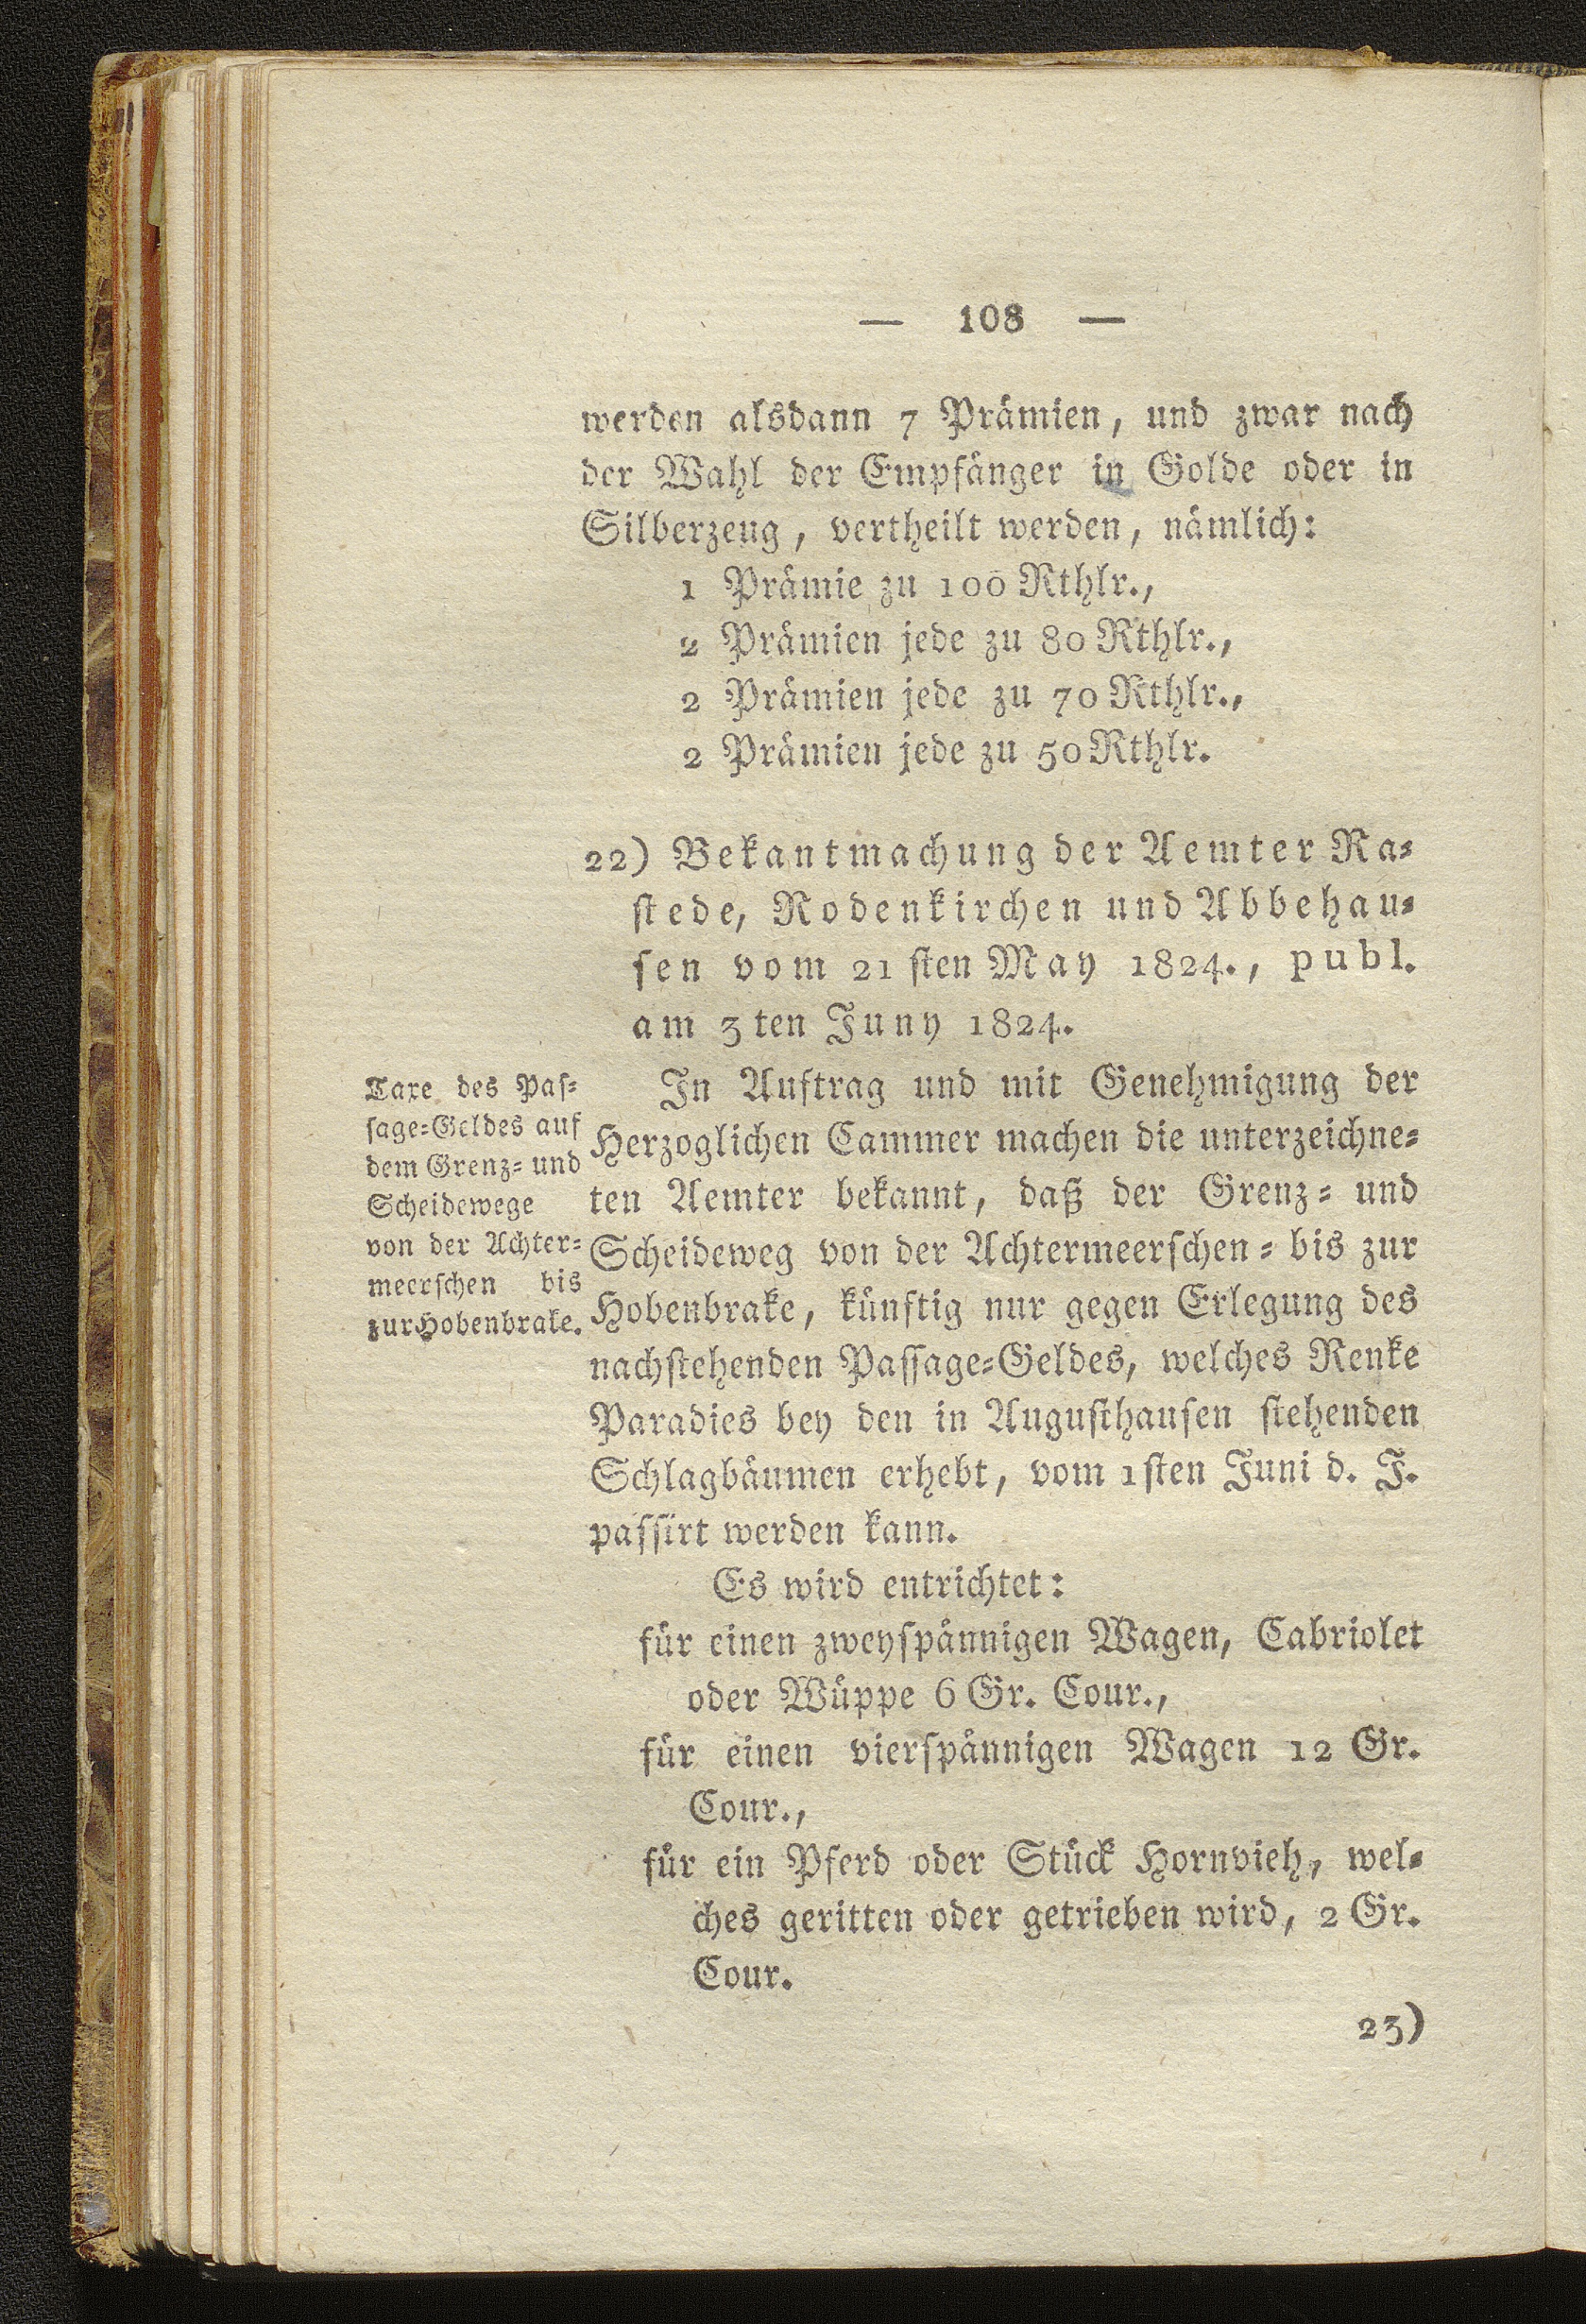 — 108 —
werden alsdann 7 Prämien, und zwar nach
der Wahl der Empfänger in Golde oder in
Silberzeug, vertheilt werden, nämlich:
1 Prämie zu 100 Rthlr.,
2 Prämien jede zu 80 Rthlr.,
2 Prämien jede zu 70 Rthlr.,
2 Prämien jede zu 50 Rthlr.
22) Bekantmachung der Aemter Ra-
stede, Rodenkirchen und Abbehau-
sen vom 21sten May 1824., publ.
am 3ten Juny 1824.
Taxe des Pas-
sage-Geldes auf
dem Grenz- und
Scheidewege
von der Achter-
meerschen bis
zur Hobenbrake.
In Auftrag und mit Genehmigung der
Herzoglichen Cammer machen die unterzeichne-
ten Aemter bekannt, daß der Grenz- und
Scheideweg von der Achtermeerschen- bis zur
Hobenbrake, künftig nur gegen Erlegung des
nachstehenden Passage-Geldes, welches Renke
Paradies bey den in Augusthausen stehenden
Schlagbäumen erhebt, vom 1sten Juni d. J.
passirt werden kann.
Es wird entrichtet:
für einen zweyspännigen Wagen, Cabriolet
oder Wüppe 6 Gr. Cour.,
für einen vierspännigen Wagen 12 Gr.
Cour.,
für ein Pferd oder Stück Hornvieh, wel-
ches geritten oder getrieben wird, 2 Gr.
Cour.
23)